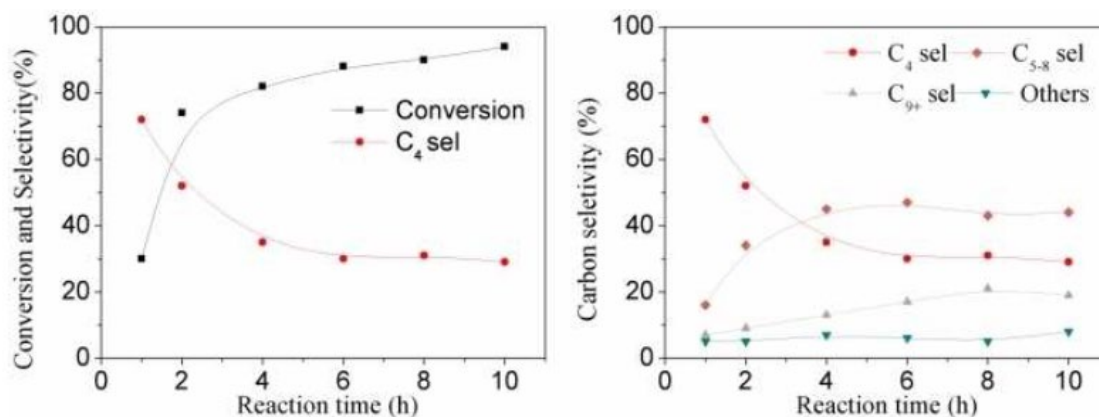 Conversion and Selectivity(%)
100
80
60
40
20
0
Conversion
C₄ sel
0 2 4 6 8 10
Reaction time (h)
Carbon seletivity (%)
100
80
60
40
20
0
C₄ sel C₅₋₈ sel
C₉₊ sel Others
0 2 4 6 8 10
Reaction time (h)